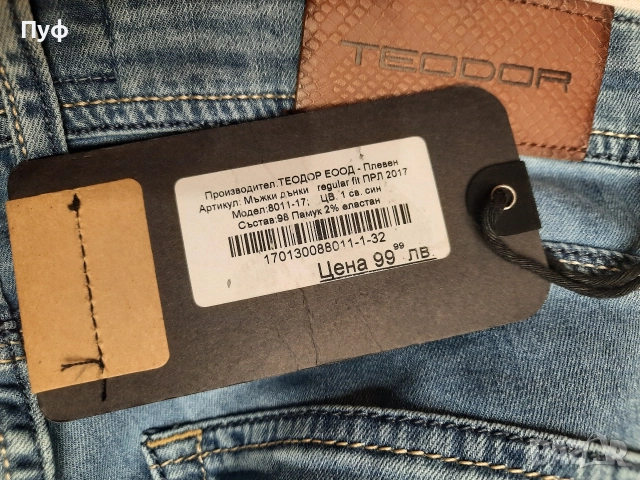 Пуф
TEODOR
Производител:ТЕОДОР ЕООД - Плевен
Артикул: Мъжки дънки regular fit ПРЛ 2017
Модел:8011-17; ЦВ. 1 св. син
Състав:98 Памук 2% еластан
170130088011-1-32
Цена 99 99 лв.